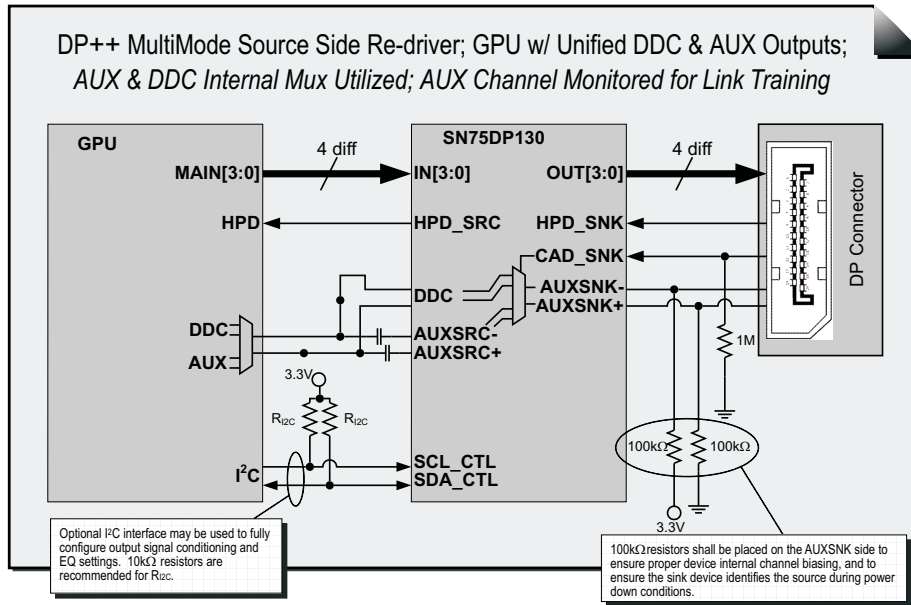 DP++ MultiMode Source Side Re-driver; GPU w/ Unified DDC & AUX Outputs;
AUX & DDC Internal Mux Utilized; AUX Channel Monitored for Link Training
GPU
SN75DP130
MAIN[3:0]
4 diff
IN[3:0]
OUT[3:0]
4 diff
HPD
HPD_SRC
HPD_SNK
CAD_SNK
DP Connector
DDC
AUXSNK-
AUXSNK+
DDC
AUX
AUXSRC-
AUXSRC+
1M
3.3V
RI2C
RI2C
100kΩ
100kΩ
I2C
SCL_CTL
SDA_CTL
3.3V
Optional I2C interface may be used to fully
configure output signal conditioning and
EQ settings. 10kΩ resistors are
recommended for RI2C.
100kΩ resistors shall be placed on the AUXSNK side to
ensure proper device internal channel biasing, and to
ensure the sink device identifies the source during power
down conditions.